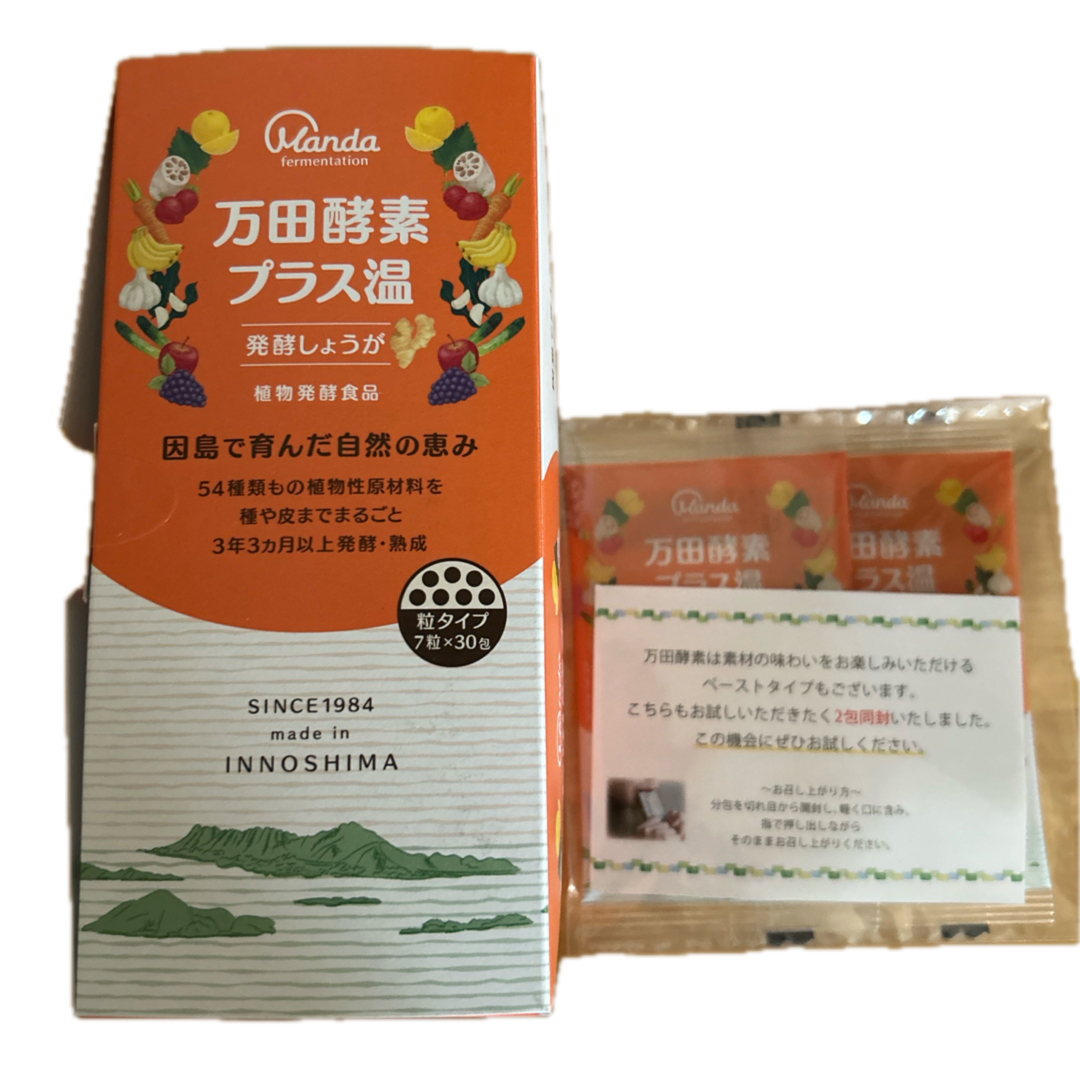 Manda
fermentation
万田酵素
プラス温
発酵しょうが
植物発酵食品
因島で育んだ自然の恵み
54種類もの植物性原材料を
種や皮までまるごと
3年3ヵ月以上発酵・熟成
粒タイプ
7粒×30包
SINCE1984
made in
INNOSHIMA
Manda
万田酵素
プラス温
Manda
田酵素
ラス温
万田酵素は素材の味わいをお楽しみいただける
ペーストタイプもございます。
こちらもお試しいただきたく2包同封いたしました。
この機会にぜひお試しください。
〜お召し上がり方〜
分包を切れ目から開封し、軽く口に含み、
指で押し出しながら
そのままお召し上がりください。